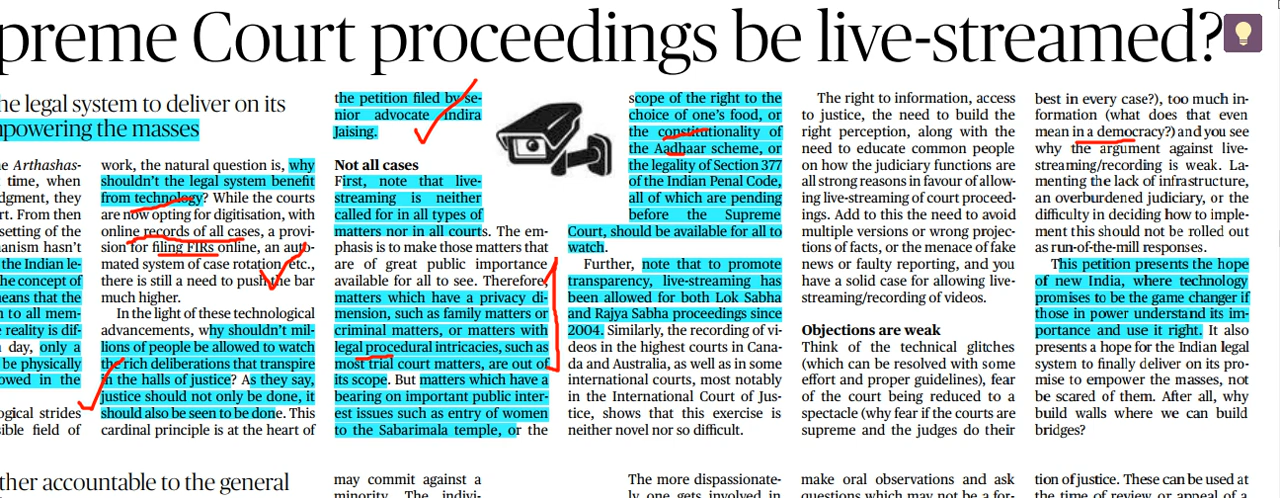 preme Court proceedings be live-streamed?
he legal system to deliver on its
powering the masses
e Arthashas-
time, when
dgment, they
rt. From then
setting of the
anism hasn't
the Indian le-
he concept of
eans that the
n to all mem-
reality is dif-
day, only a
be physically
owed in the
ogical strides
sible field of
work, the natural question is, why
shouldn't the legal system benefit
from technology? While the courts
are now opting for digitisation, with
online records of all cases, a provi-
sion for filing FIRs online, an auto-
mated system of case rotation, etc.,
there is still a need to push the bar
much higher.
In the light of these technological
advancements, why shouldn't mil-
lions of people be allowed to watch
the rich deliberations that transpire
in the halls of justice? As they say,
justice should not only be done, it
should also be seen to be done. This
cardinal principle is at the heart of
the petition filed by se-
nior advocate Indira
Jaising.
Not all cases
First, note that live-
streaming is neither
called for in all types of
matters nor in all courts. The em-
phasis is to make those matters that
are of great public importance
available for all to see. Therefore,
matters which have a privacy di-
mension, such as family matters or
criminal matters, or matters with
legal procedural intricacies, such as
most trial court matters, are out of
its scope. But matters which have a
bearing on important public inter-
est issues such as entry of women
to the Sabarimala temple, or the
scope of the right to the
choice of one's food, or
the constitutionality of
the Aadhaar scheme, or
the legality of Section 377
of the Indian Penal Code,
all of which are pending
before the Supreme
Court, should be available for all to
watch.
Further, note that to promote
transparency, live-streaming has
been allowed for both Lok Sabha
and Rajya Sabha proceedings since
2004. Similarly, the recording of vi-
deos in the highest courts in Cana-
da and Australia, as well as in some
international courts, most notably
in the International Court of Jus-
tice, shows that this exercise is
neither novel nor so difficult.
The right to information, access
to justice, the need to build the
right perception, along with the
need to educate common people
on how the judiciary functions are
all strong reasons in favour of allow-
ing live-streaming of court proceed-
ings. Add to this the need to avoid
multiple versions or wrong projec-
tions of facts, or the menace of fake
news or faulty reporting, and you
have a solid case for allowing live-
streaming/recording of videos.
Objections are weak
Think of the technical glitches
(which can be resolved with some
effort and proper guidelines), fear
of the court being reduced to a
spectacle (why fear if the courts are
supreme and the judges do their
best in every case?), too much in-
formation (what does that even
mean in a democracy?) and you see
why the argument against live-
streaming/recording is weak. La-
menting the lack of infrastructure,
an overburdened judiciary, or the
difficulty in deciding how to imple-
ment this should not be rolled out
as run-of-the-mill responses.
This petition presents the hope
of new India, where technology
promises to be the game changer if
those in power understand its im-
portance and use it right. It also
presents a hope for the Indian legal
system to finally deliver on its pro-
mise to empower the masses, not
be scared of them. After all, why
build walls where we can build
bridges?
ther accountable to the general
may commit against a
minority. The indivi-
The more dispassionate-
ly one gets involved in
make oral observations and ask
questions which may not be a for-
tion of justice. These can be used at
the time of review or appeal of a